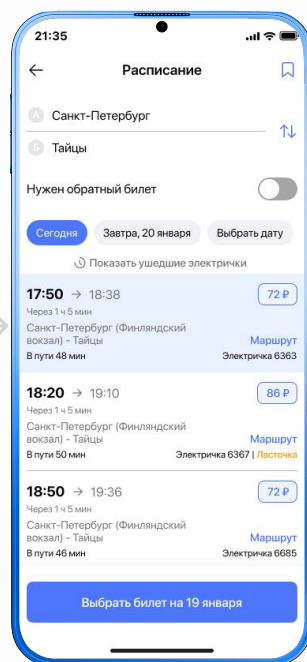 21:35
Расписание
А Санкт-Петербург
Б Тайцы
Нужен обратный билет
Сегодня Завтра, 20 января Выбрать дату
Показать ушедшие электрички
17:50 → 18:38 72 ₽
Через 1 ч 5 мин
Санкт-Петербург (Финляндский
вокзал) - Тайцы Маршрут
В пути 48 мин Электричка 6363
18:20 → 19:10 86 ₽
Через 1 ч 5 мин
Санкт-Петербург (Финляндский
вокзал) - Тайцы Маршрут
В пути 50 мин Электричка 6367 | Ласточка
18:50 → 19:36 72 ₽
Через 1 ч 5 мин
Санкт-Петербург (Финляндский
вокзал) - Тайцы Маршрут
В пути 46 мин Электричка 6685
Выбрать билет на 19 января